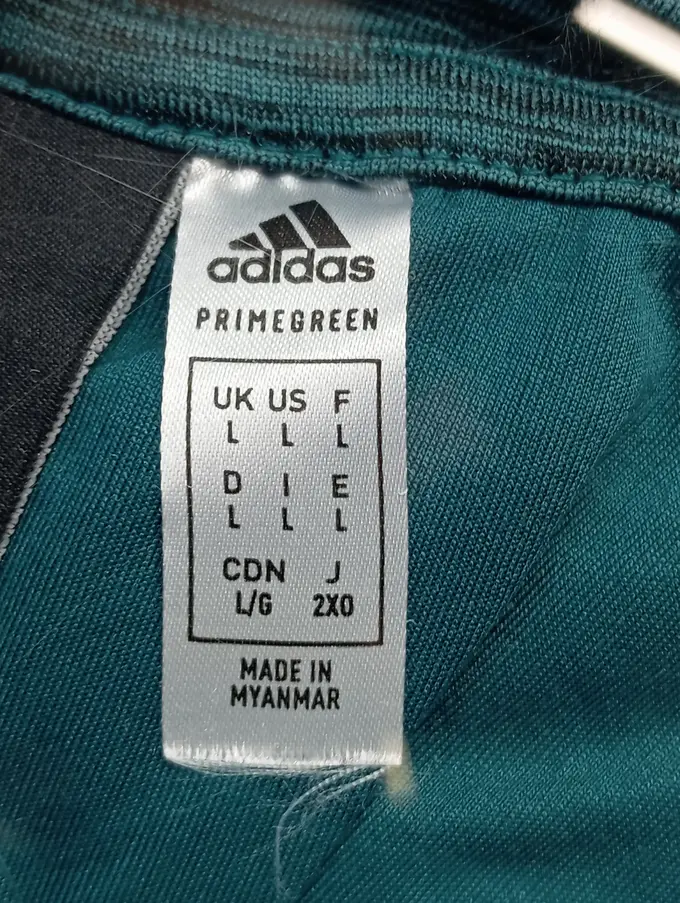 adidas
PRIMEGREEN
UK US F
L L L
D I E
L L L
CDN J
L/G 2XO
MADE IN
MYANMAR